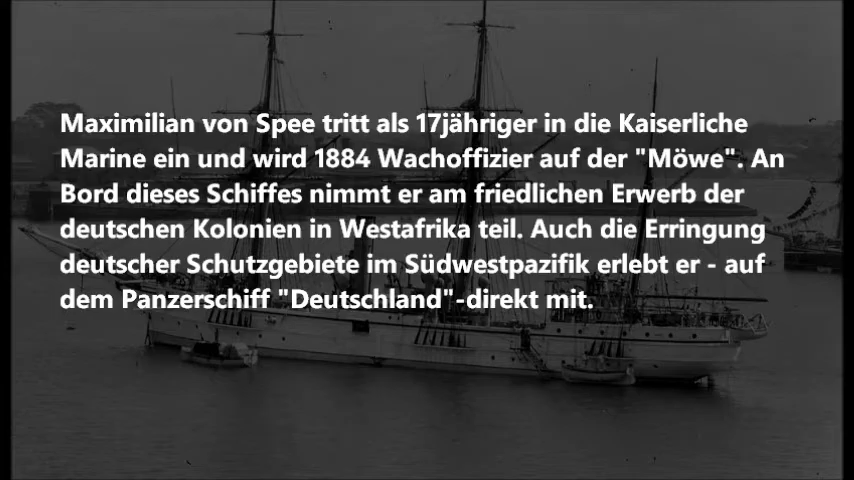 Maximilian von Spee tritt als 17jähriger in die Kaiserliche
Marine ein und wird 1884 Wachoffizier auf der "Möwe". An
Bord dieses Schiffes nimmt er am friedlichen Erwerb der
deutschen Kolonien in Westafrika teil. Auch die Erringung
deutscher Schutzgebiete im Südwestpazifik erlebt er - auf
dem Panzerschiff "Deutschland"-direkt mit.